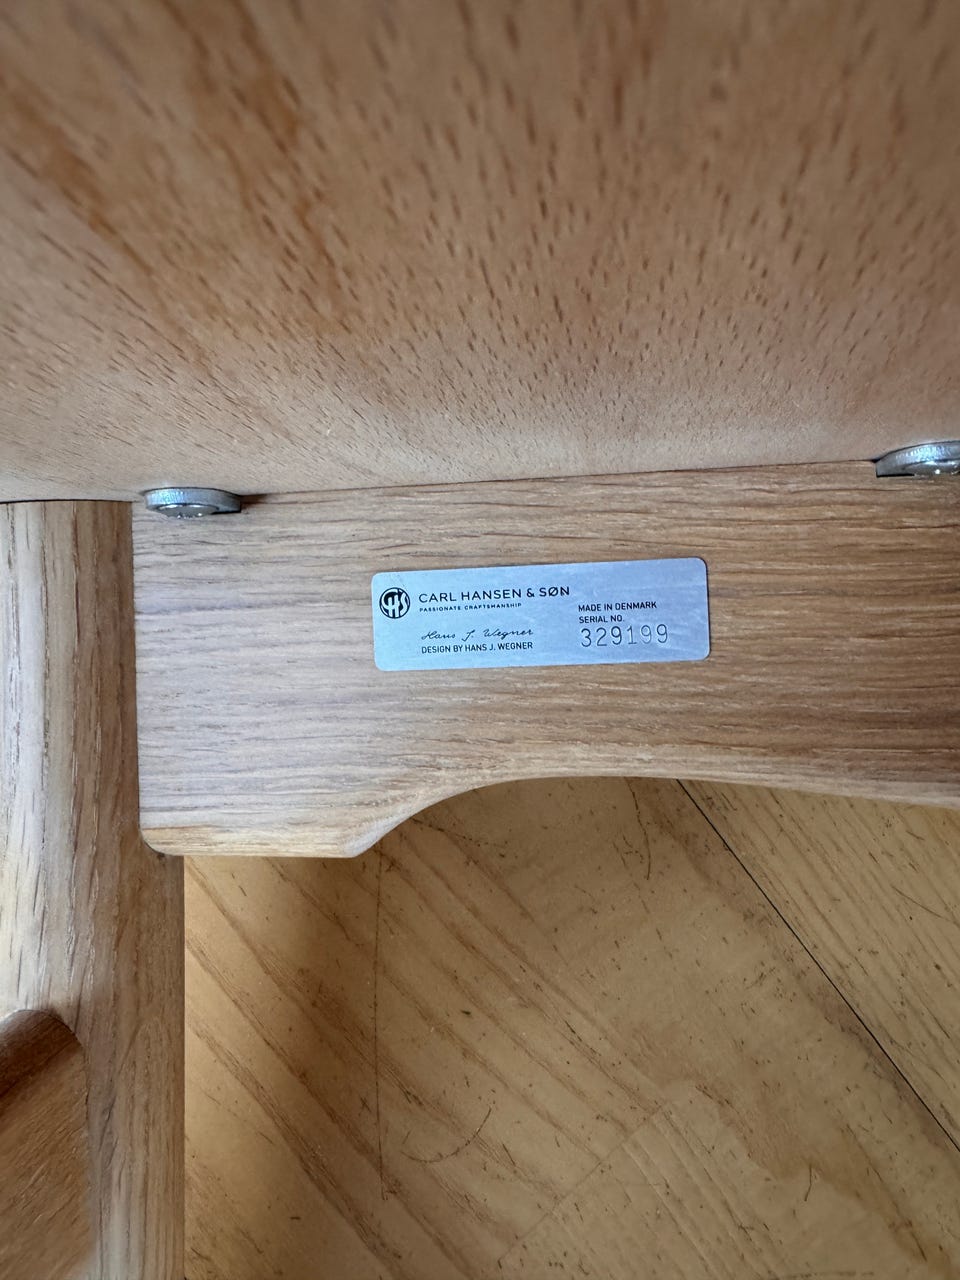 CARL HANSEN & SØN
PASSIONATE CRAFTSMANSHIP
Hans J. Wegner
DESIGN BY HANS J. WEGNER
MADE IN DENMARK
SERIAL NO.
329199